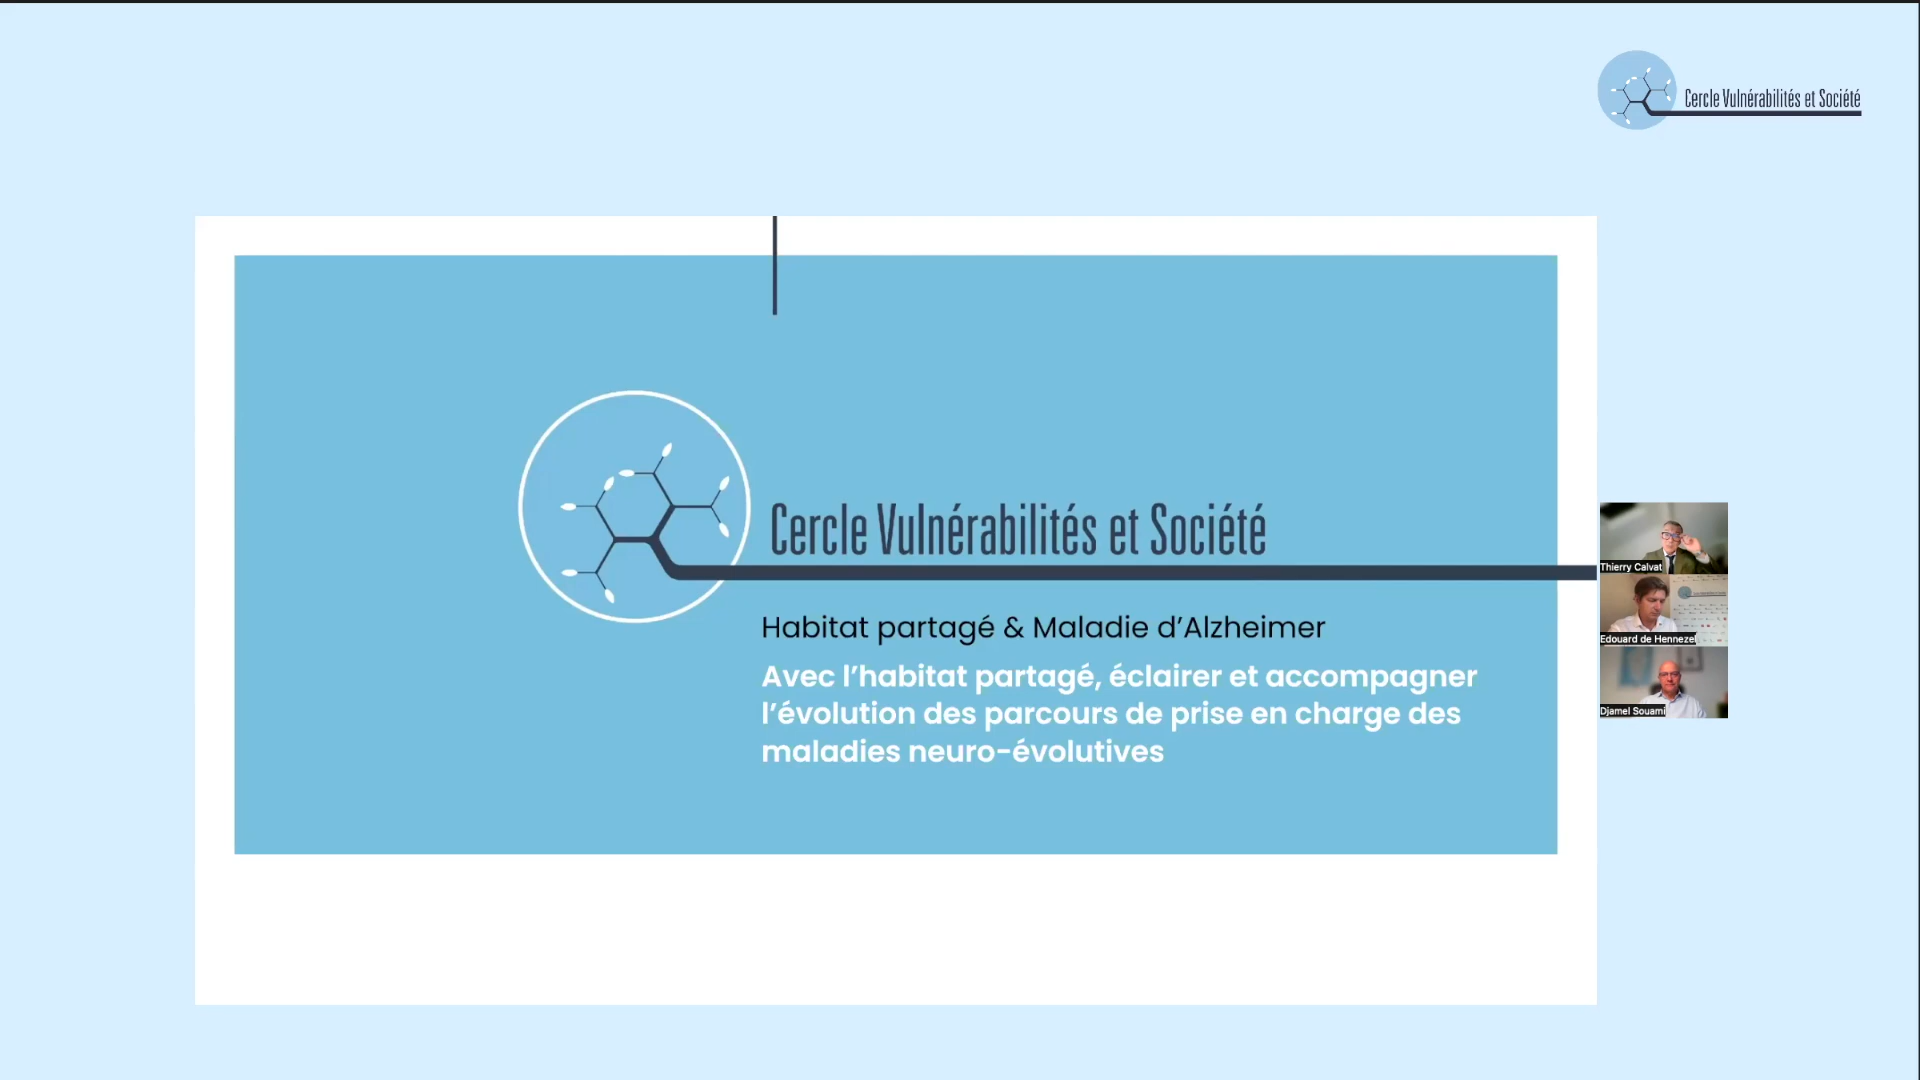 Cercle Vulnérabilités et Société
Cercle Vulnérabilités et Société
Habitat partagé & Maladie d’Alzheimer
Avec l’habitat partagé, éclairer et accompagner
l’évolution des parcours de prise en charge des
maladies neuro-évolutives
Thierry Calvat
Edouard de Hennezel
Djamel Souami